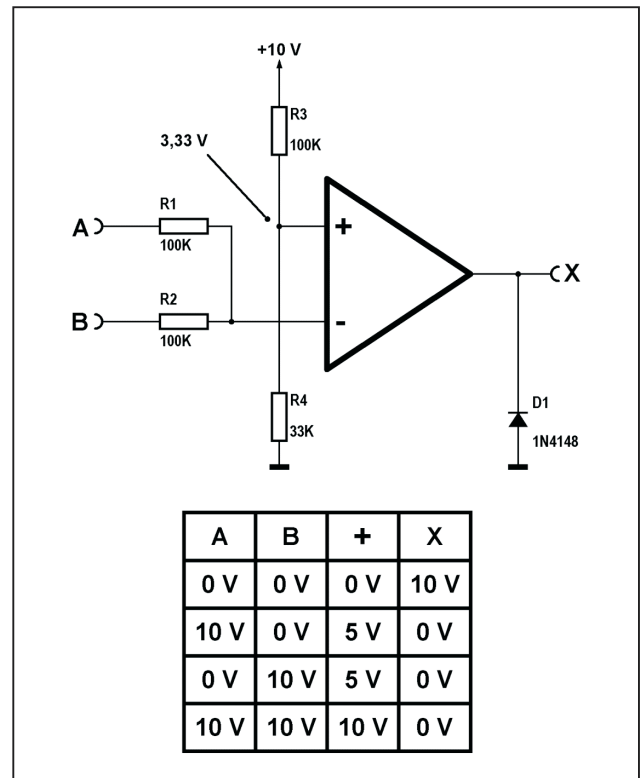 +10 V
R3
100K
3,33 V
R1
A
100K
+
R2
B
100K
-
X
R4
33K
D1
1N4148
A B + X
0 V 0 V 0 V 10 V
10 V 0 V 5 V 0 V
0 V 10 V 5 V 0 V
10 V 10 V 10 V 0 V